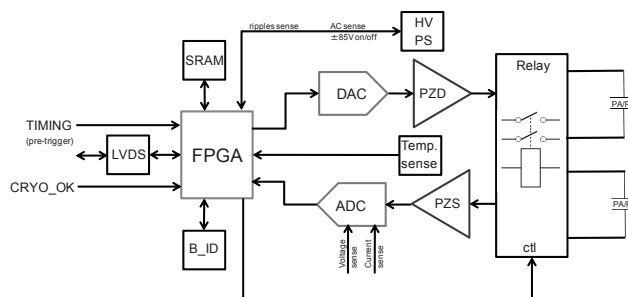 ripples sense
AC sense
±85V on/off
HV
PS
SRAM
DAC
PZD
Relay
TIMING
(pre-trigger)
LVDS
FPGA
Temp.
sense
CRYO_OK
ADC
PZS
B_ID
Voltage
sense
Current
sense
ctl